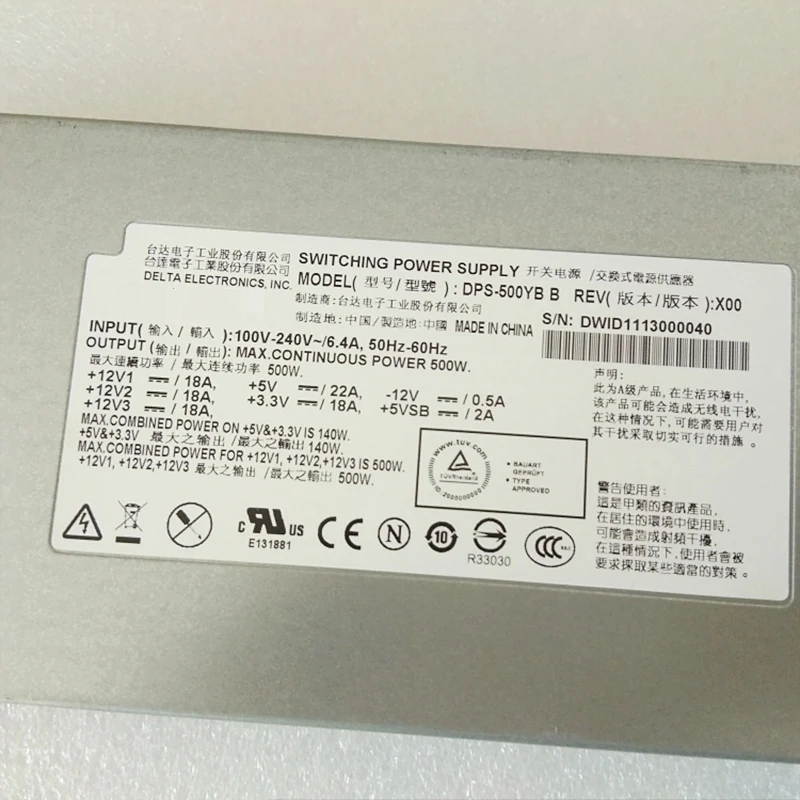 台达电子工业股份有限公司
台達電子工業股份有限公司
DELTA ELECTRONICS, INC.
SWITCHING POWER SUPPLY 开关电源 /交換式電源供應器
MODEL( 型号/型號 ) : DPS-500YB B REV( 版本/版本 ):X00
制造商: 台达电子工业股份有限公司
制造地: 中国/製造地: 中國 MADE IN CHINA
S/N: DWID1113000040
INPUT( 输入 / 輸入 ):100V-240V~/6.4A, 50Hz-60Hz
OUTPUT( 输出 / 輸出 ): MAX.CONTINUOUS POWER 500W.
最大连续功率 / 最大连续功率 500W.
+12V1 / 18A, +5V / 22A, -12V / 0.5A
+12V2 / 18A, +3.3V / 18A, +5VSB / 2A
+12V3 / 18A,
MAX.COMBINED POWER ON +5V&+3.3V IS 140W.
+5V&+3.3V 最大之输出 /最大之輸出 140W.
MAX.COMBINED POWER FOR +12V1, +12V2,+12V3 IS 500W.
+12V1, +12V2,+12V3 最大之输出 /最大之輸出 500W.
声明:
此为A级产品, 在生活环境中,
该产品可能会造成无线电干扰,
在这种情况下, 可能需要用户对
其干扰采取切实可行的措施 。
www.tuv.com
TÜVRheinland
ID:2000000000
• BAUART
GEPRÜFT
• TYPE
APPROVED
警告使用者:
這是甲類的資訊產品,
在居住的環境中使用時,
可能會造成射頻干擾,
在這種情況下, 使用者會被
要求採取某些適當的對策。
c RU US
E131881
CE
N
10
R33030
CCC